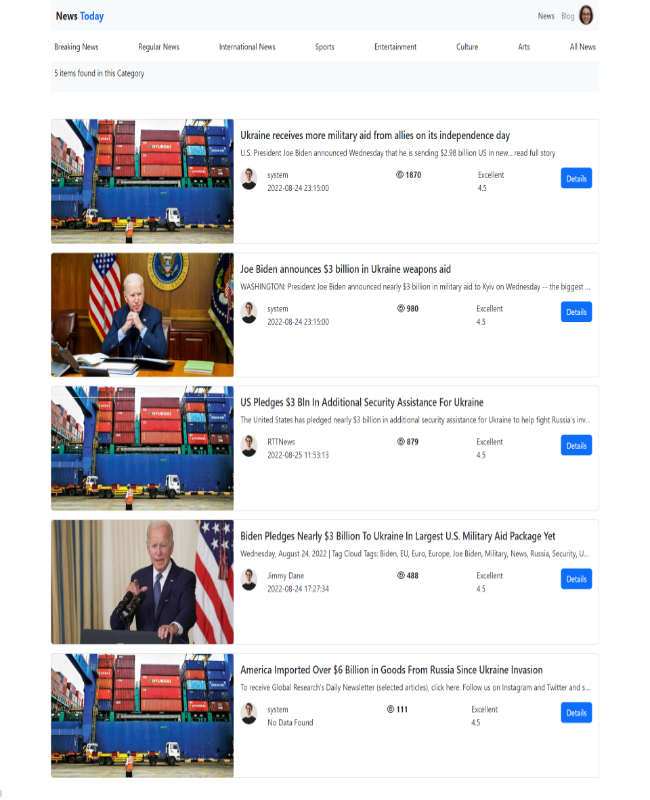 News Today
News Blog
Breaking News Regular News International News Sports Entertainment Culture Arts All News
5 items found in this Category
Ukraine receives more military aid from allies on its independence day
U.S. President Joe Biden announced Wednesday that he is sending $2.98 billion US in new... read full story
system 1870 Excellent Details
2022-08-24 23:15:00 4.5
Joe Biden announces $3 billion in Ukraine weapons aid
WASHINGTON: President Joe Biden announced nearly $3 billion in military aid to Kyiv on Wednesday -- the biggest ...
system 980 Excellent Details
2022-08-24 23:15:00 4.5
US Pledges $3 Bln In Additional Security Assistance For Ukraine
The United States has pledged nearly $3 billion in additional security assistance for Ukraine to help fight Russia's inv...
RTTNews 879 Excellent Details
2022-08-25 11:53:13 4.5
Biden Pledges Nearly $3 Billion To Ukraine In Largest U.S. Military Aid Package Yet
Wednesday, August 24, 2022 | Tag Cloud Tags: Biden, EU, Euro, Europe, Joe Biden, Military, News, Russia, Security, U...
Jimmy Dane 488 Excellent Details
2022-08-24 17:27:34 4.5
America Imported Over $6 Billion in Goods From Russia Since Ukraine Invasion
To receive Global Research's Daily Newsletter (selected articles), click here. Follow us on Instagram and Twitter and s...
system 111 Excellent Details
No Data Found 4.5